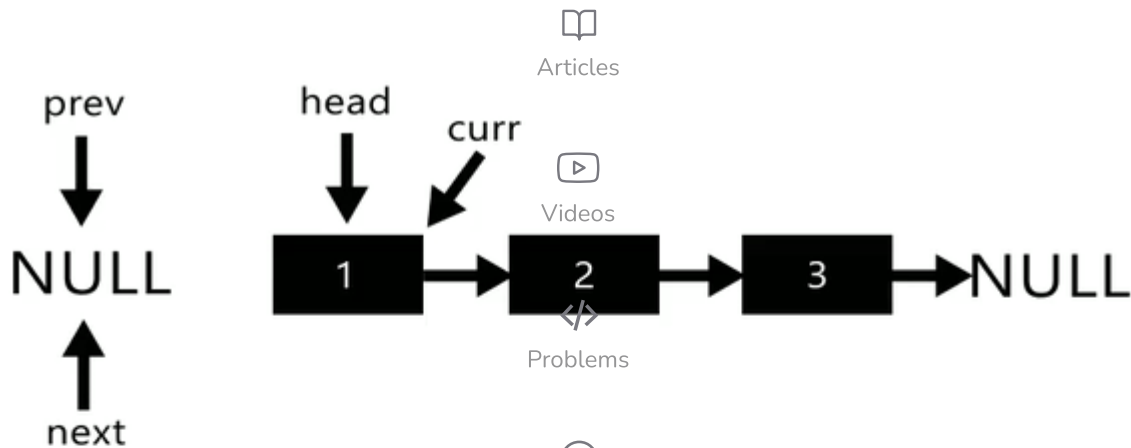 Articles
prev
head
curr
Videos
NULL
1
2
3
NULL
</>
Problems
next